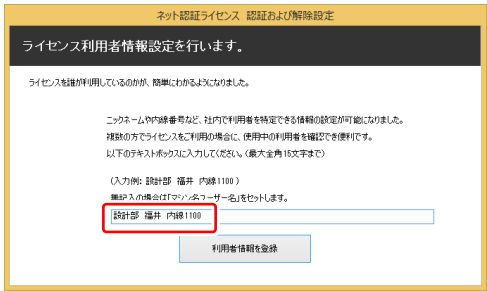 ネット認証ライセンス 認証および解除設定
ライセンス利用者情報設定を行います。
ライセンスを誰が利用しているのかが、簡単にわかるようになりました。
ニックネームや内線番号など、社内で利用者を特定できる情報の設定が可能になりました。
複数の方でライセンスをご利用の場合に、使用中の利用者を確認でき便利です。
以下のテキストボックスに入力してください。（最大全角15文字まで）
（入力例: 設計部 福井 内線1100 ）
無記入の場合は「マシン名ユーザー名」をセットします。
設計部 福井 内線1100
利用者情報を登録